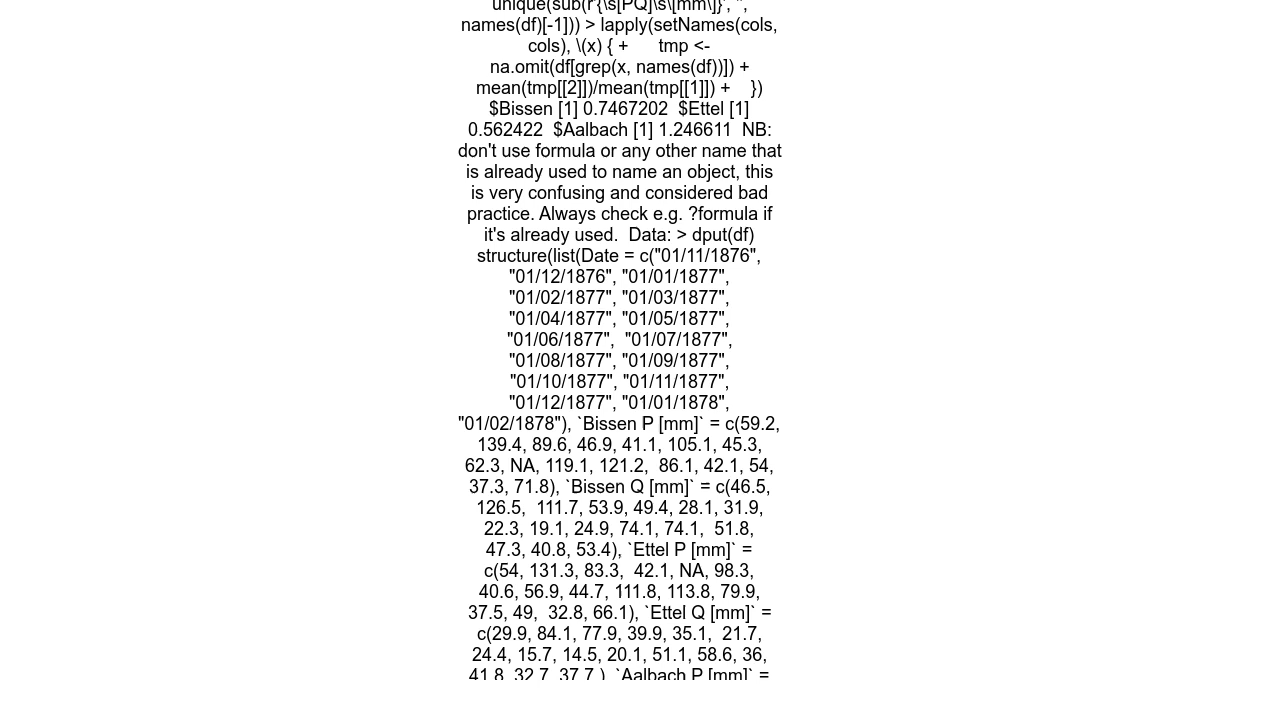 unique(sub(r'{\s[PQ]\s\[mm\]}', '',
names(df)[-1])) > lapply(setNames(cols,
cols), \(x) { +      tmp <-
na.omit(df[grep(x, names(df))]) +
mean(tmp[[2]])/mean(tmp[[1]]) +    })
$Bissen [1] 0.7467202  $Ettel [1]
0.562422  $Aalbach [1] 1.246611  NB:
don't use formula or any other name that
is already used to name an object, this
is very confusing and considered bad
practice. Always check e.g. ?formula if
it's already used.  Data: > dput(df)
structure(list(Date = c("01/11/1876",
"01/12/1876", "01/01/1877",
"01/02/1877", "01/03/1877",
"01/04/1877", "01/05/1877",
"01/06/1877",  "01/07/1877",
"01/08/1877", "01/09/1877",
"01/10/1877", "01/11/1877",
"01/12/1877", "01/01/1878",
"01/02/1878"), `Bissen P [mm]` = c(59.2,
139.4, 89.6, 46.9, 41.1, 105.1, 45.3,
62.3, NA, 119.1, 121.2,  86.1, 42.1, 54,
37.3, 71.8), `Bissen Q [mm]` = c(46.5,
126.5,  111.7, 53.9, 49.4, 28.1, 31.9,
22.3, 19.1, 24.9, 74.1, 74.1,  51.8,
47.3, 40.8, 53.4), `Ettel P [mm]` =
c(54, 131.3, 83.3,  42.1, NA, 98.3,
40.6, 56.9, 44.7, 111.8, 113.8, 79.9,
37.5, 49,  32.8, 66.1), `Ettel Q [mm]` =
c(29.9, 84.1, 77.9, 39.9, 35.1,  21.7,
24.4, 15.7, 14.5, 20.1, 51.1, 58.6, 36,
41.8, 32.7, 37.7,), `Aalbach P [mm]` =